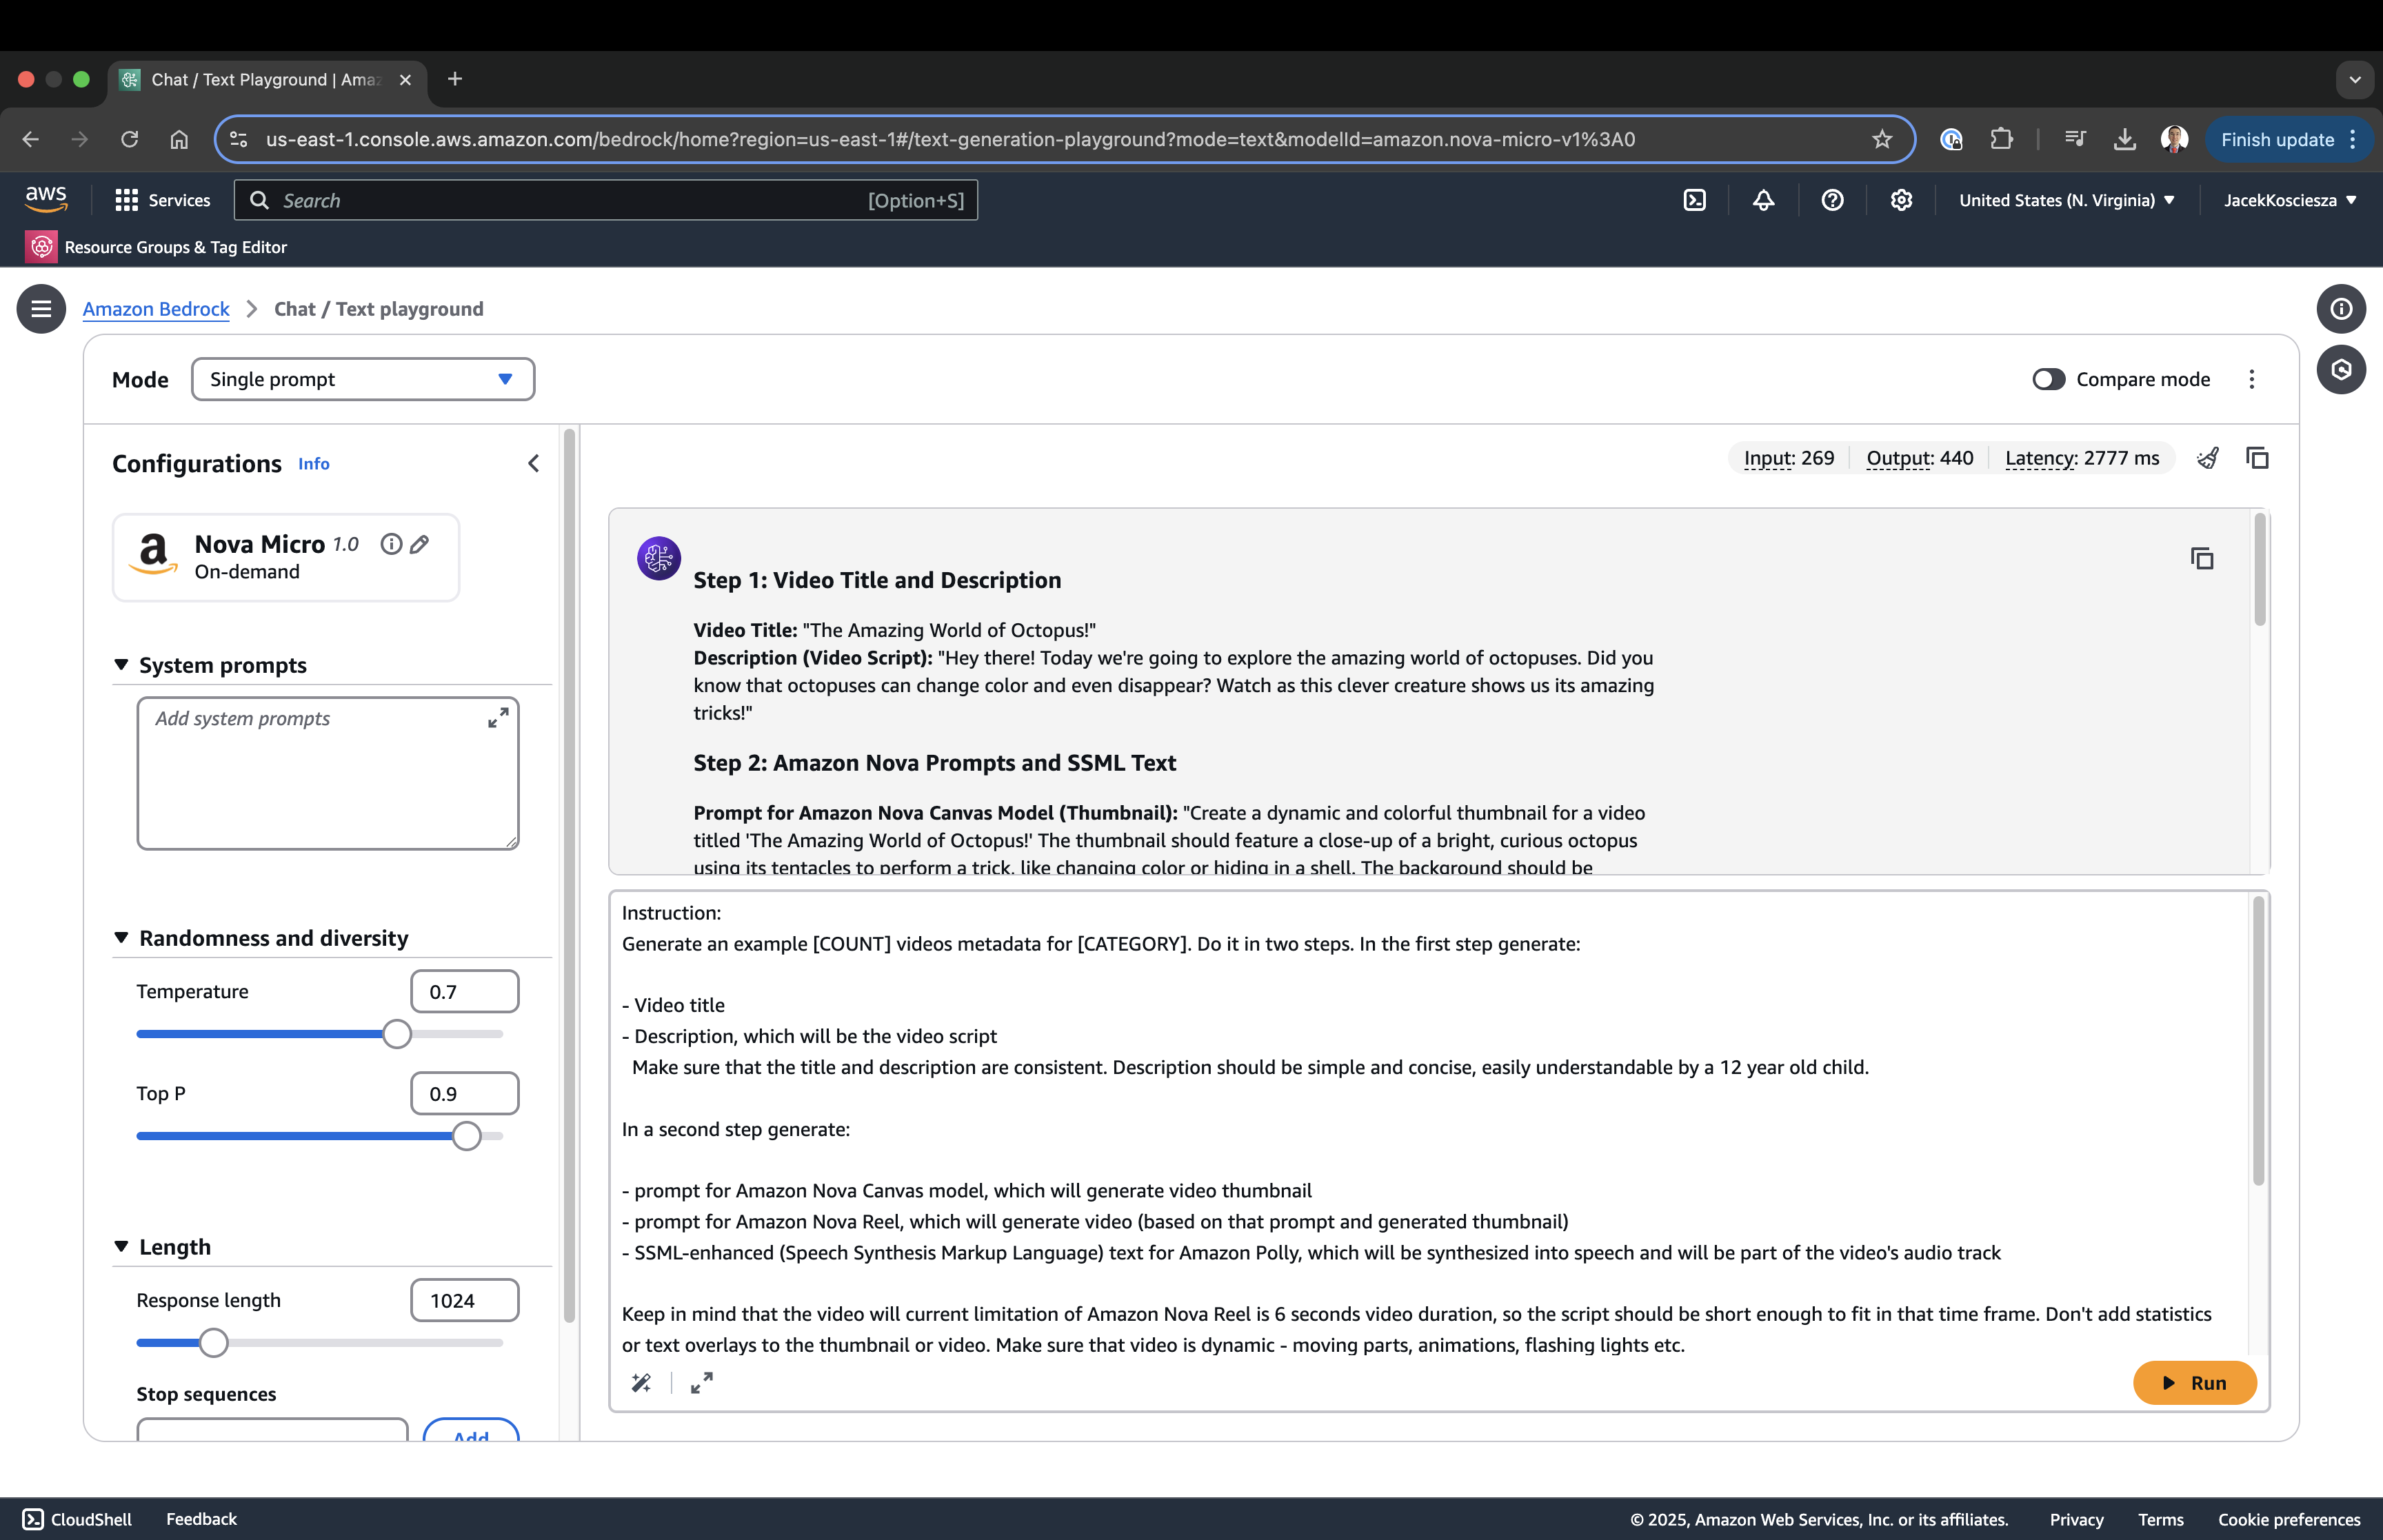 Chat / Text Playground | Amaz
us-east-1.console.aws.amazon.com/bedrock/home?region=us-east-1#/text-generation-playground?mode=text&modelId=amazon.nova-micro-v1%3A0
Finish update
aws
Services
Search
[Option+S]
United States (N. Virginia)
JacekKosciesza
Resource Groups & Tag Editor
Amazon Bedrock
Chat / Text playground
Mode
Single prompt
Compare mode
Configurations
Info
Input: 269
Output: 440
Latency: 2777 ms
Nova Micro 1.0
On-demand
System prompts
Add system prompts
Randomness and diversity
Temperature
0.7
Top P
0.9
Length
Response length
1024
Stop sequences
Add
Step 1: Video Title and Description
Video Title: "The Amazing World of Octopus!"
Description (Video Script): "Hey there! Today we're going to explore the amazing world of octopuses. Did you
know that octopuses can change color and even disappear? Watch as this clever creature shows us its amazing
tricks!"
Step 2: Amazon Nova Prompts and SSML Text
Prompt for Amazon Nova Canvas Model (Thumbnail): "Create a dynamic and colorful thumbnail for a video
titled 'The Amazing World of Octopus!' The thumbnail should feature a close-up of a bright, curious octopus
using its tentacles to perform a trick, like changing color or hiding in a shell. The background should be
Instruction:
Generate an example [COUNT] videos metadata for [CATEGORY]. Do it in two steps. In the first step generate:
- Video title
- Description, which will be the video script
Make sure that the title and description are consistent. Description should be simple and concise, easily understandable by a 12 year old child.
In a second step generate:
- prompt for Amazon Nova Canvas model, which will generate video thumbnail
- prompt for Amazon Nova Reel, which will generate video (based on that prompt and generated thumbnail)
- SSML-enhanced (Speech Synthesis Markup Language) text for Amazon Polly, which will be synthesized into speech and will be part of the video's audio track
Keep in mind that the video will current limitation of Amazon Nova Reel is 6 seconds video duration, so the script should be short enough to fit in that time frame. Don't add statistics
or text overlays to the thumbnail or video. Make sure that video is dynamic - moving parts, animations, flashing lights etc.
Run
CloudShell
Feedback
© 2025, Amazon Web Services, Inc. or its affiliates.
Privacy
Terms
Cookie preferences